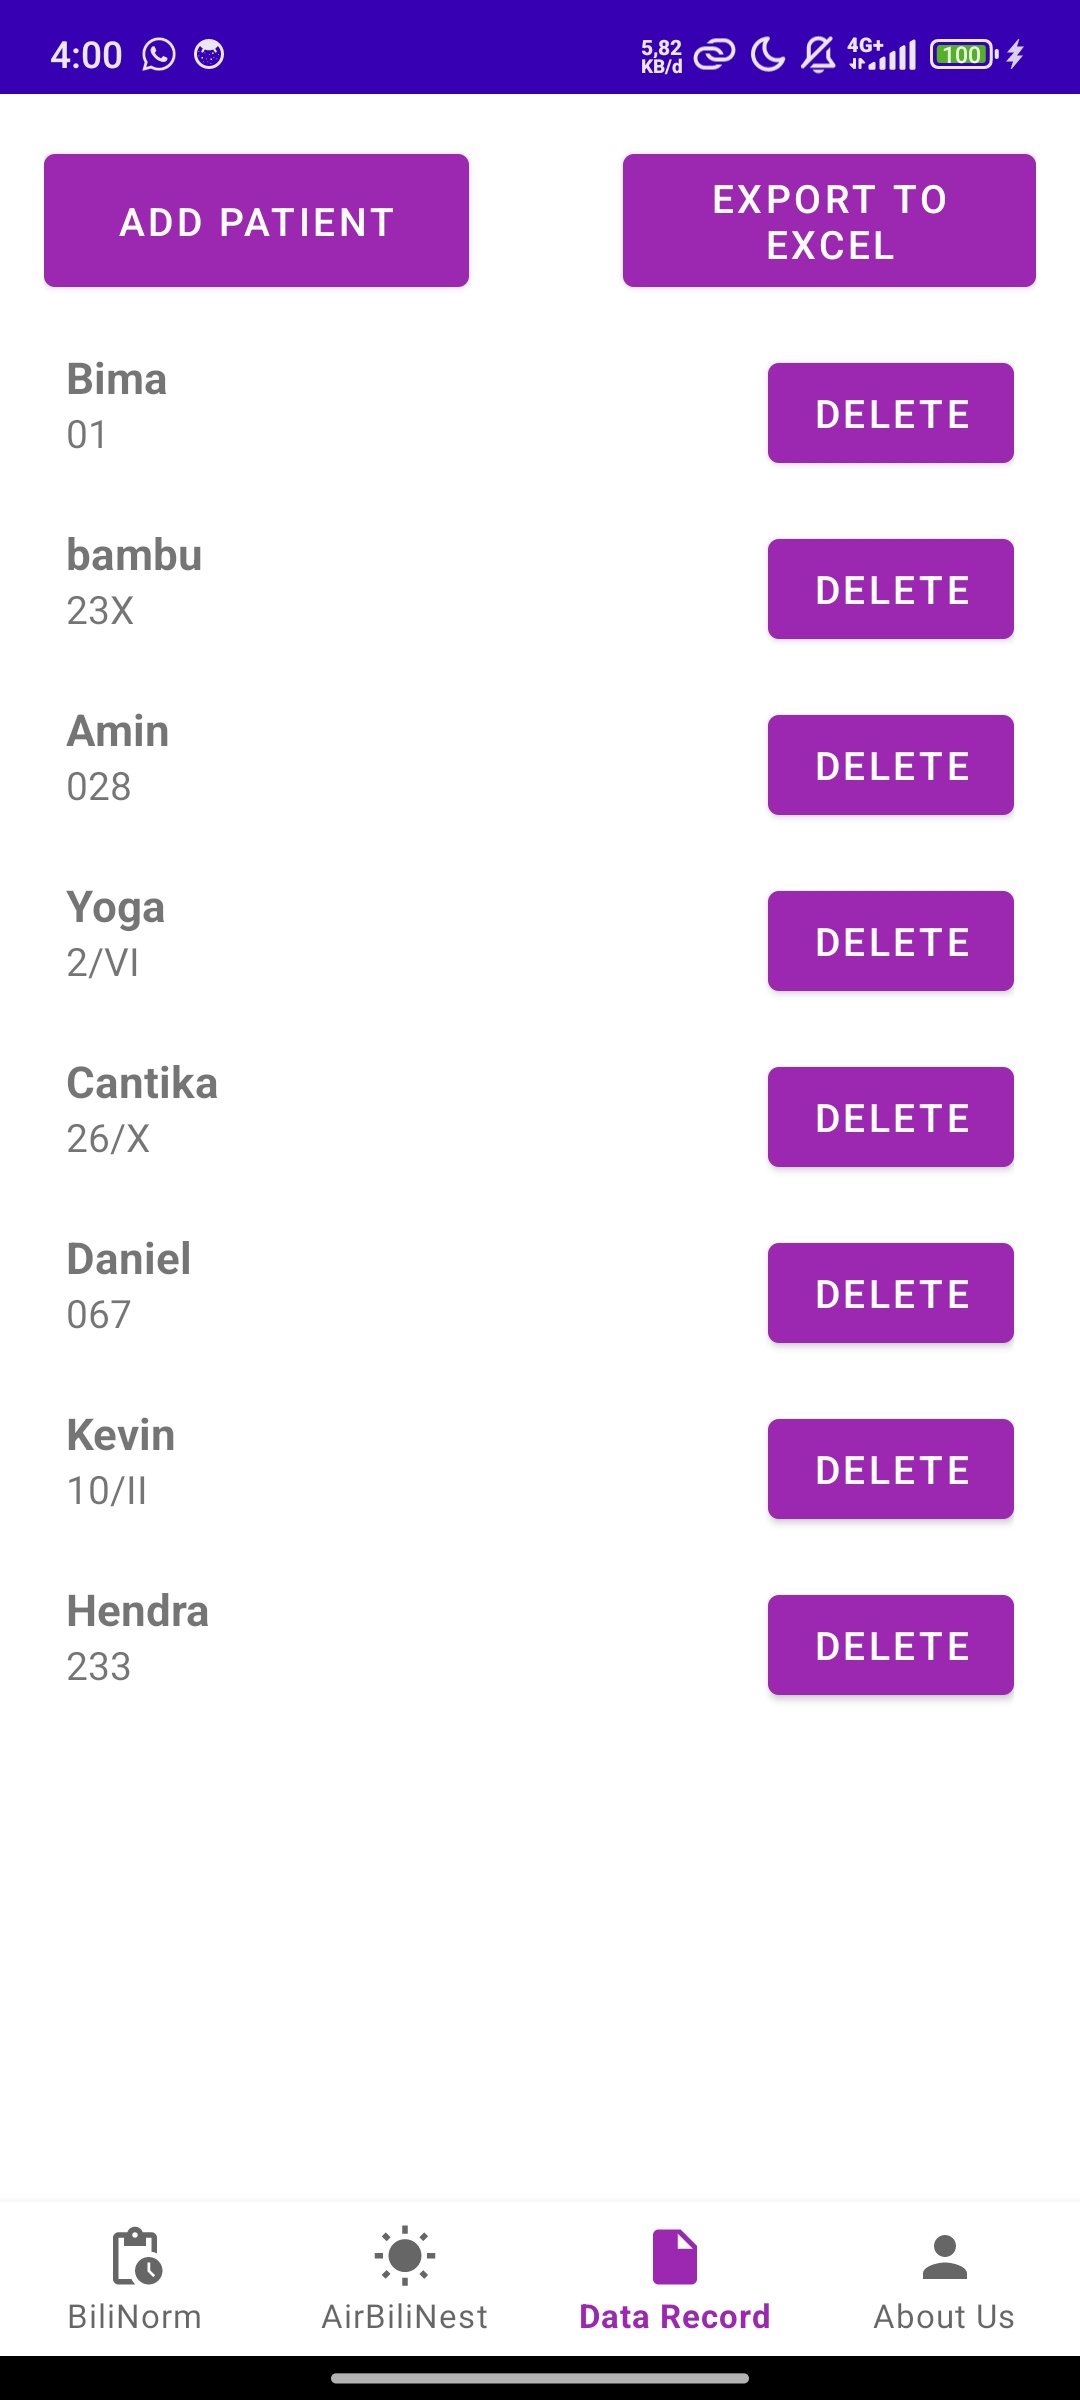 4:00
5,82
KB/d
4G+
100
ADD PATIENT
EXPORT TO
EXCEL
Bima
01
DELETE
bambu
23X
DELETE
Amin
028
DELETE
Yoga
2/VI
DELETE
Cantika
26/X
DELETE
Daniel
067
DELETE
Kevin
10/II
DELETE
Hendra
233
DELETE
BiliNorm
AirBiliNest
Data Record
About Us